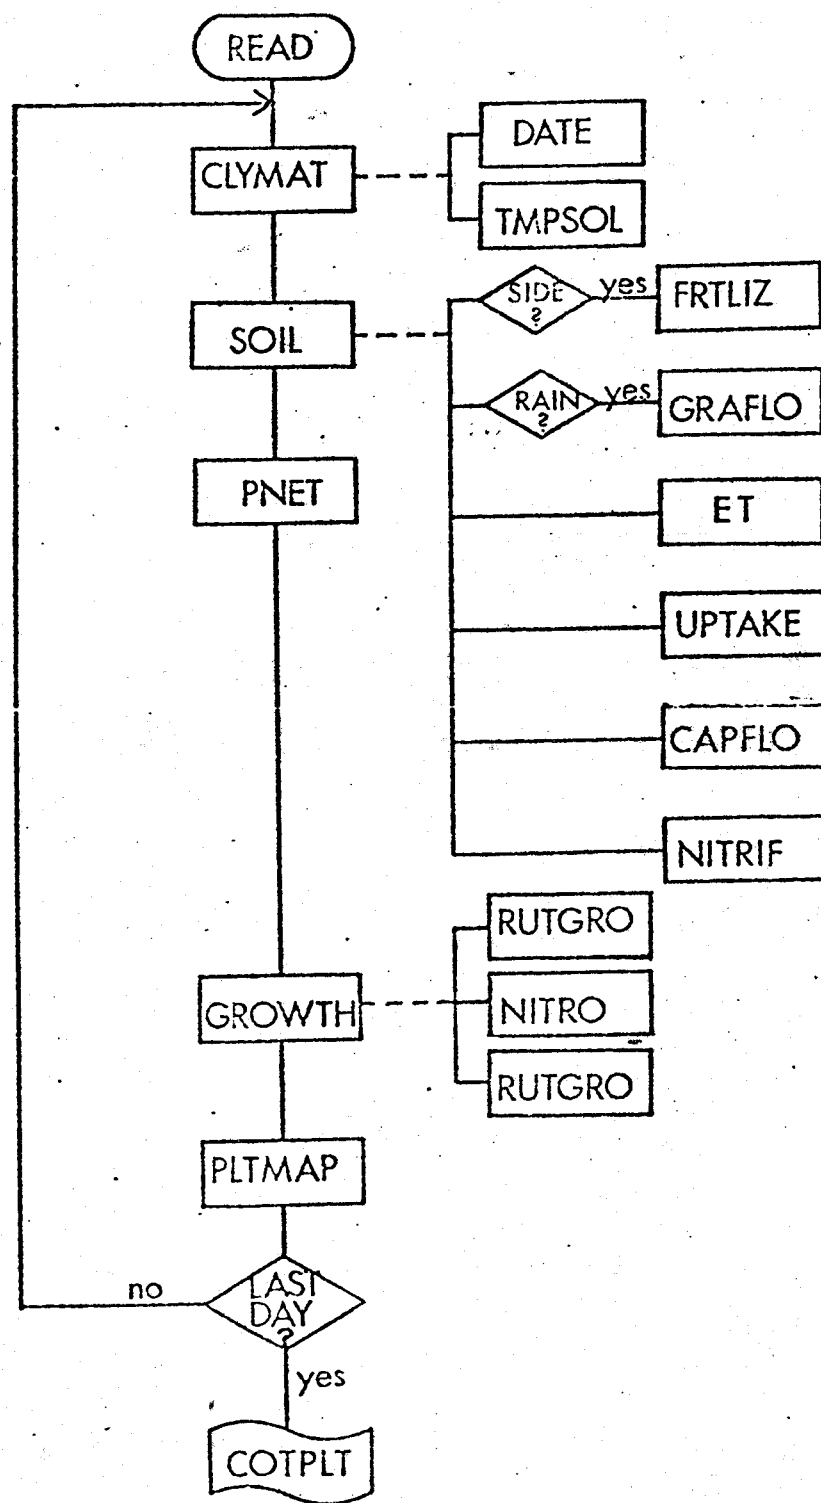 READ
CLYMAT
DATE
TMPSOL
SOIL
SIDE
?
yes
FRTLIZ
RAIN
?
yes
GRAFLO
PNET
ET
UPTAKE
CAPFLO
NITRIF
GROWTH
RUTGRO
NITRO
RUTGRO
PLTMAP
LAST
DAY
?
no
yes
COTPLT